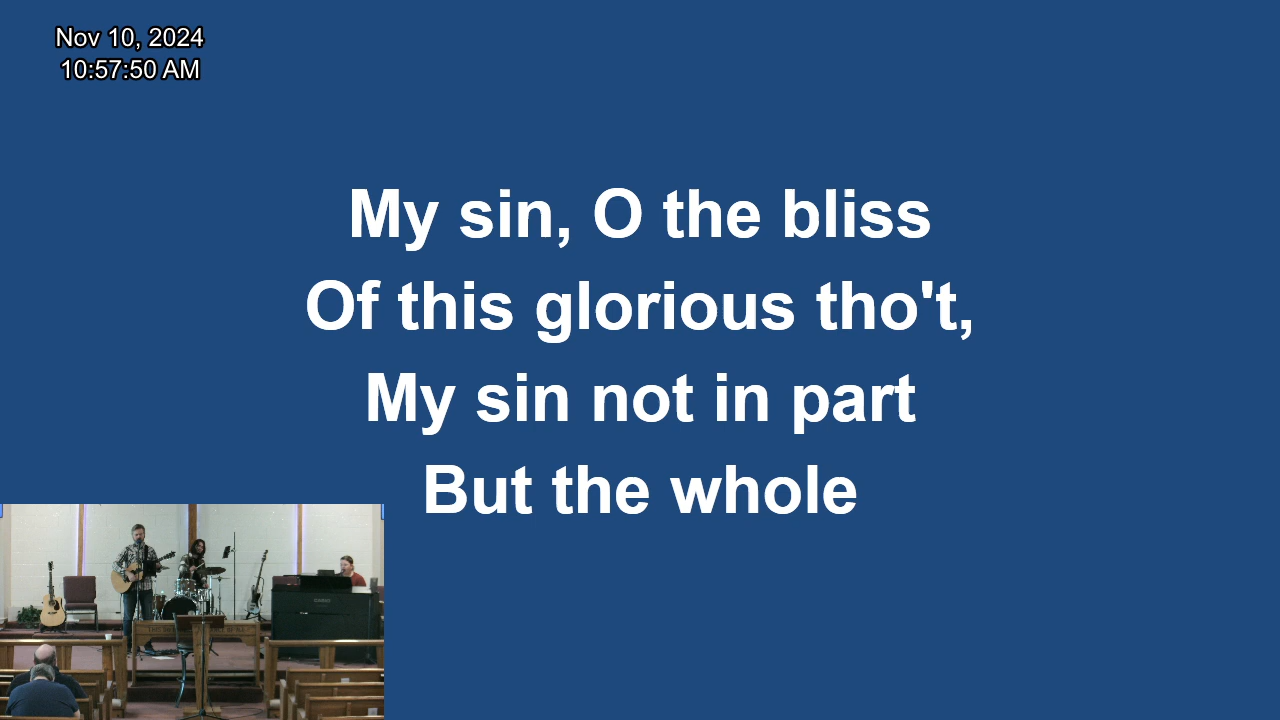 Nov 10, 2024
10:57:50 AM
My sin, O the bliss
Of this glorious tho't,
My sin not in part
But the whole